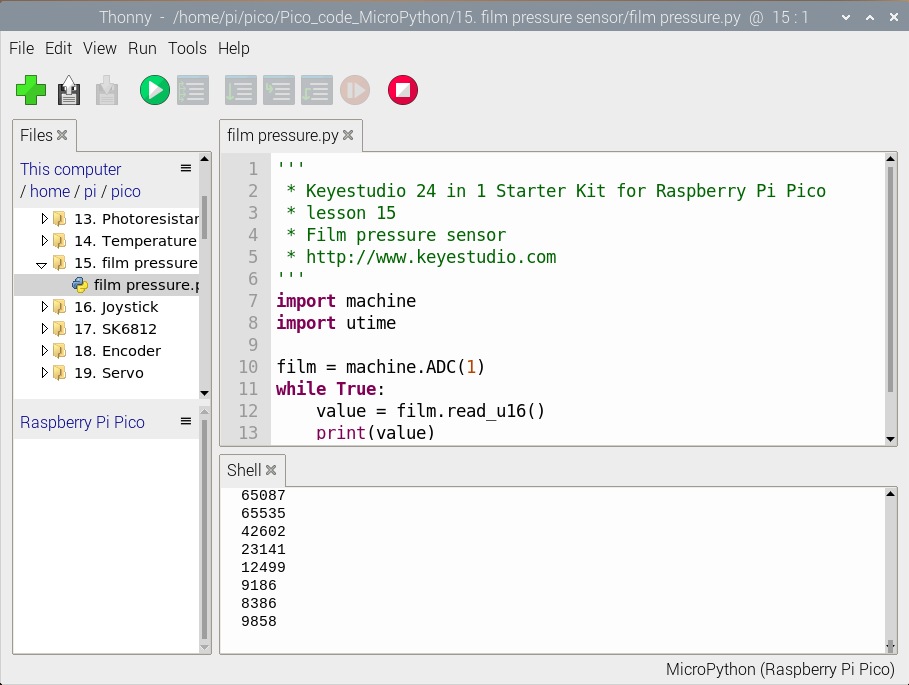 Thonny - /home/pi/pico/Pico_code_MicroPython/15. film pressure sensor/film pressure.py @ 15 : 1
File Edit View Run Tools Help
Files
This computer
/ home / pi / pico
13. Photoresistar
14. Temperature
15. film pressure
film pressure.p
16. Joystick
17. SK6812
18. Encoder
19. Servo
Raspberry Pi Pico
film pressure.py
1 '''
2 * Keyestudio 24 in 1 Starter Kit for Raspberry Pi Pico
3 * lesson 15
4 * Film pressure sensor
5 * http://www.keyestudio.com
6 '''
7 import machine
8 import utime
9
10 film = machine.ADC(1)
11 while True:
12 value = film.read_u16()
13 print(value)
Shell
65087
65535
42602
23141
12499
9186
8386
9858
MicroPython (Raspberry Pi Pico)